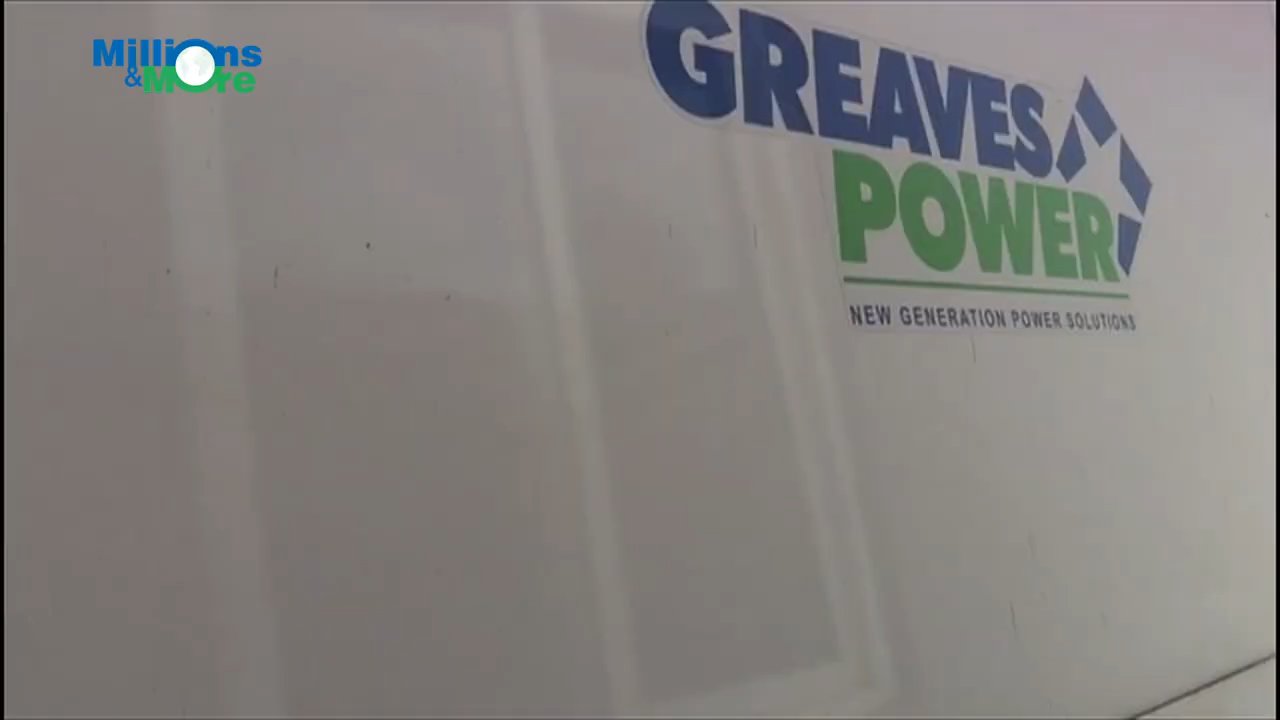 Millions
& More
GREAVES
POWER
NEW GENERATION POWER SOLUTIONS